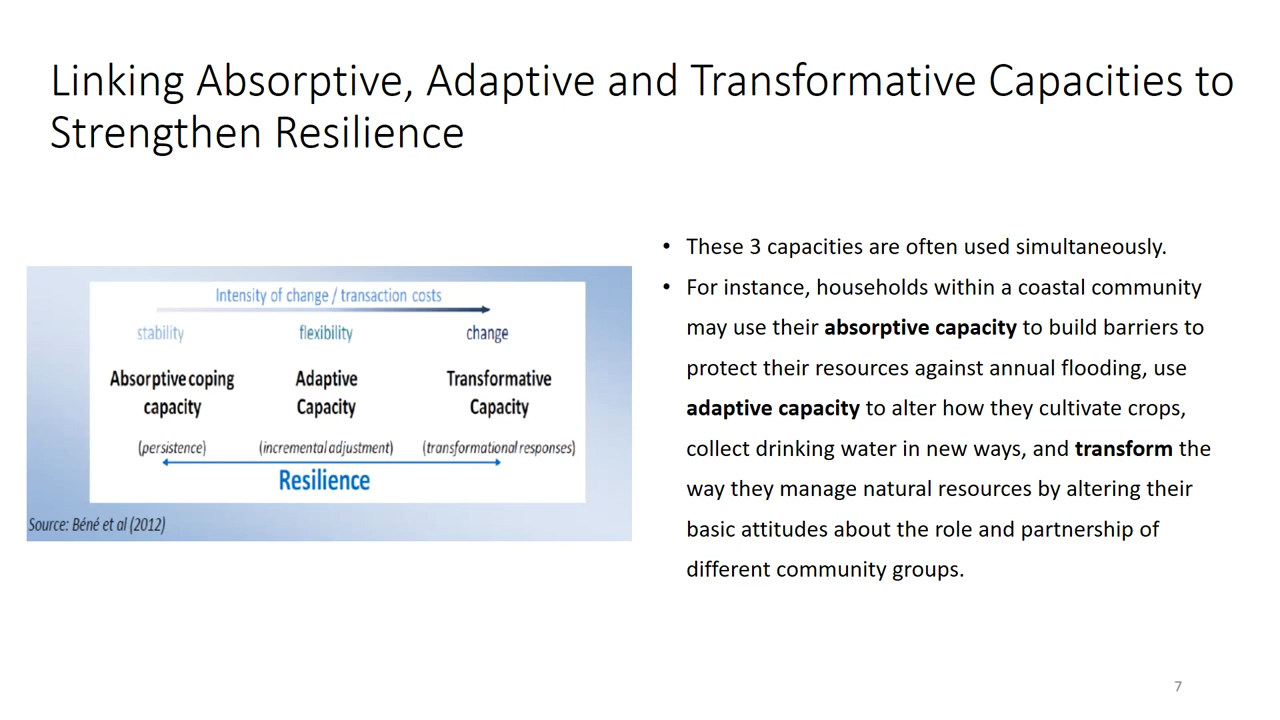 Linking Absorptive, Adaptive and Transformative Capacities to
Strengthen Resilience
Intensity of change / transaction costs
stability flexibility change
Absorptive coping capacity
Adaptive Capacity
Transformative Capacity
(persistence) (incremental adjustment) (transformational responses)
Resilience
Source: Béné et al (2012)
• These 3 capacities are often used simultaneously.
• For instance, households within a coastal community
may use their absorptive capacity to build barriers to
protect their resources against annual flooding, use
adaptive capacity to alter how they cultivate crops,
collect drinking water in new ways, and transform the
way they manage natural resources by altering their
basic attitudes about the role and partnership of
different community groups.
7